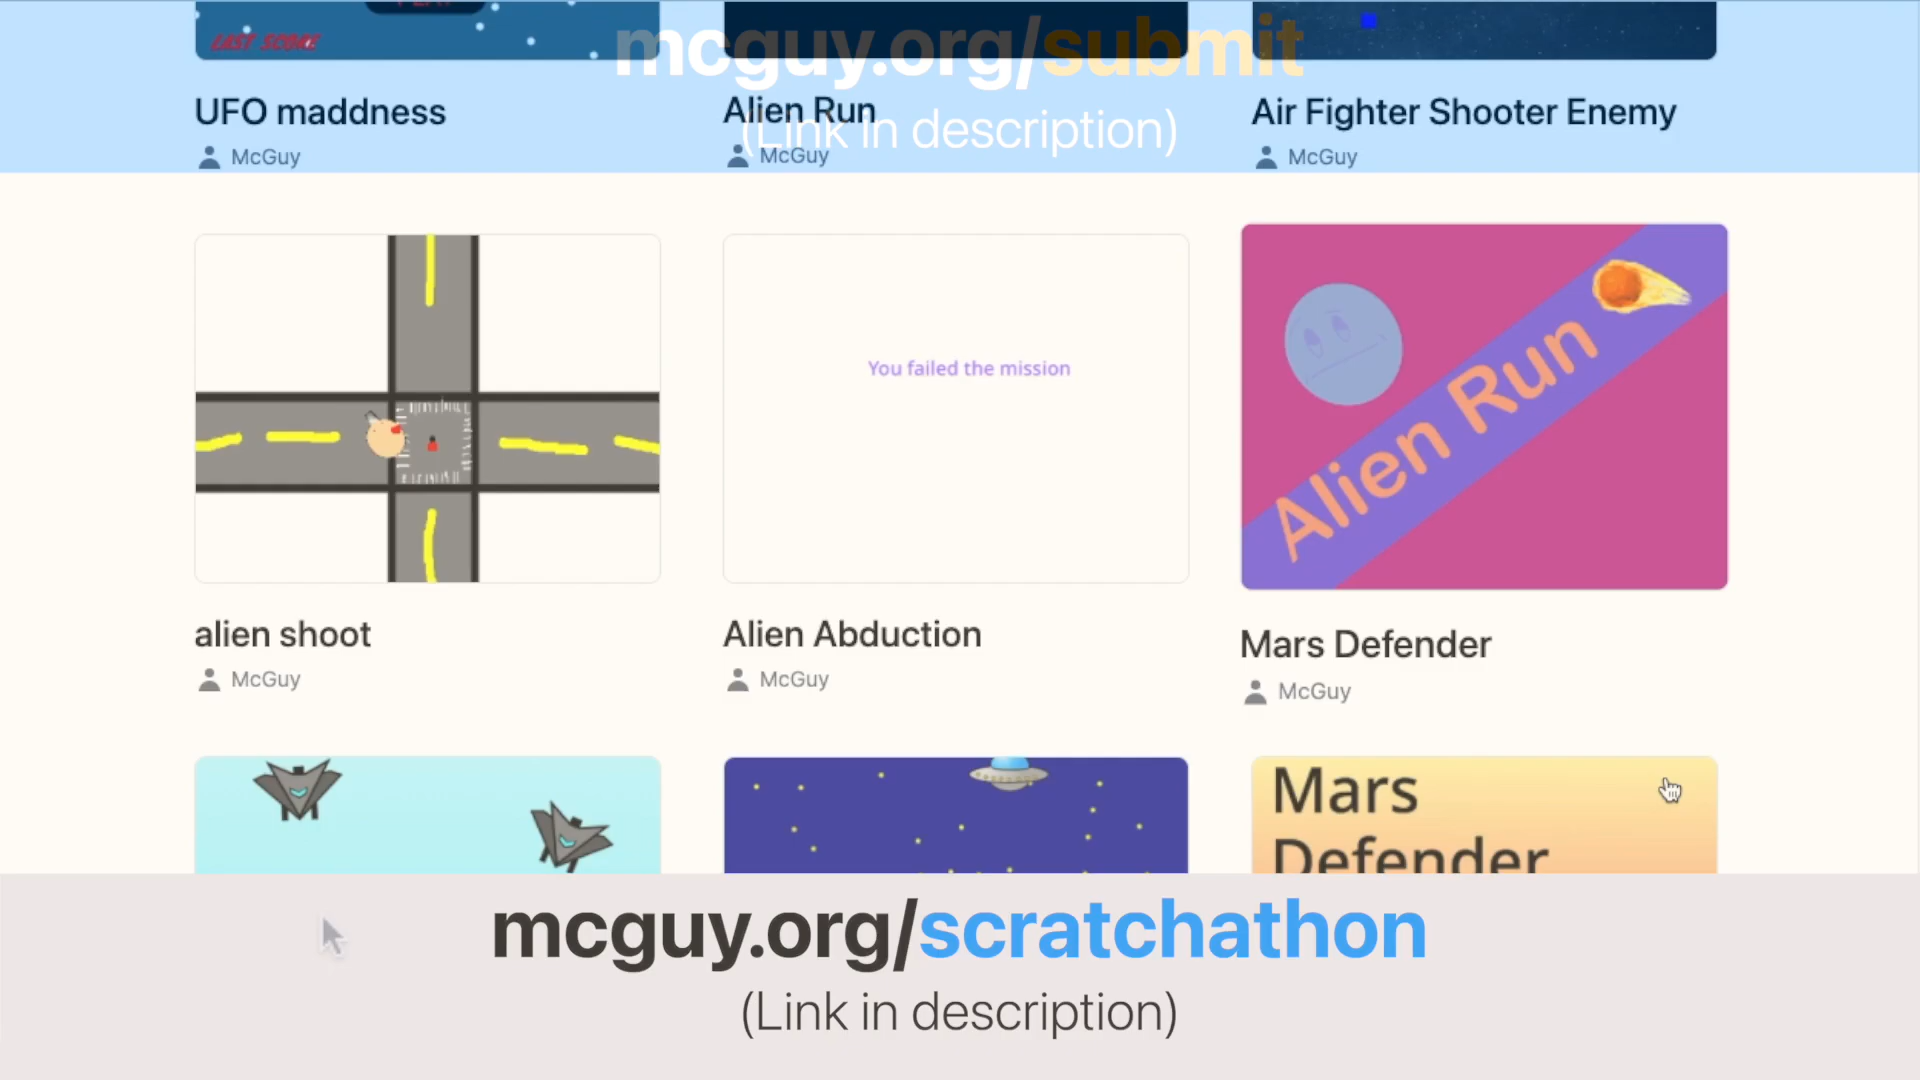 LAST SCORE
mcguy.org/submit
(Link in description)
UFO maddness
Alien Run
Air Fighter Shooter Enemy
McGuy
McGuy
McGuy
You failed the mission
Alien Run
alien shoot
Alien Abduction
Mars Defender
McGuy
McGuy
McGuy
Mars
Defender
mcguy.org/scratchathon
(Link in description)